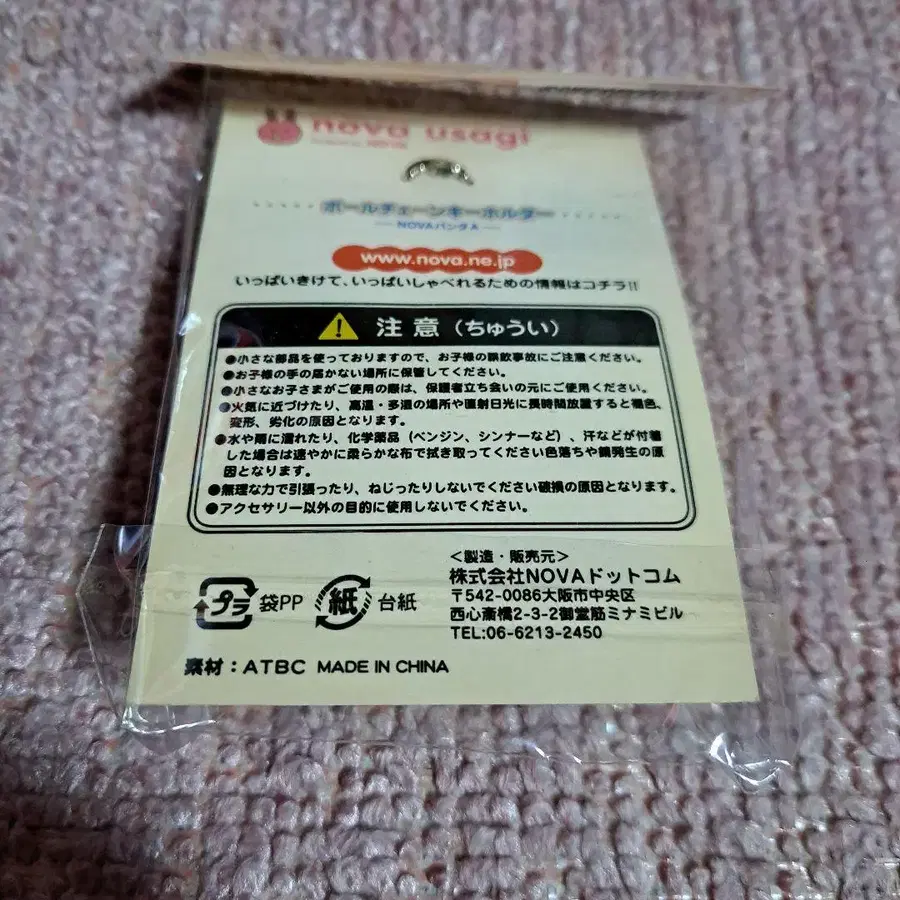 nova usagi
ボールチェーンキーホルダー
NOVAパンダA
www.nova.ne.jp
いっぱいきけて、いっぱいしゃべれるための情報はコチラ!!
注意(ちゅうい)
●小さな部品を使っておりますので、お子様の誤飲事故にご注意ください。
●お子様の手の届かない場所に保管してください。
●小さなお子さまがご使用の際は、保護者立ち会いの元にご使用ください。
●火気に近づけたり、高温・多湿の場所や直射日光に長時間放置すると褪色、
変形、劣化の原因となります。
●水や雨に濡れたり、化学薬品(ベンジン、シンナーなど)、汗などが付着
した場合は速やかに柔らかな布で拭き取ってください色落ちや錆発生の原
因となります。
●無理な力で引張ったり、ねじったりしないでください破損の原因となります。
●アクセサリー以外の目的に使用しないでください。
<製造・販売元>
株式会社NOVAドットコム
〒542-0086大阪市中央区
西心斎橋2-3-2御堂筋ミナミビル
TEL:06-6213-2450
プラ 袋PP 紙 台紙
素材:ATBC MADE IN CHINA